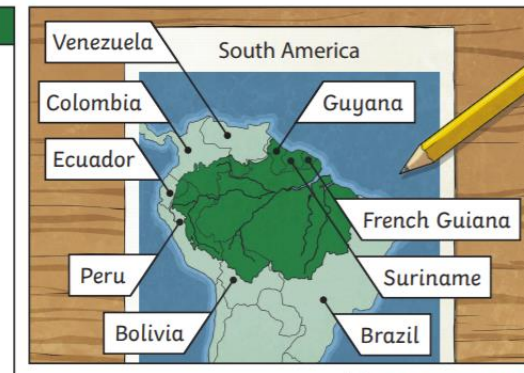 Venezuela
South America
Colombia
Guyana
Ecuador
French Guiana
Peru
Suriname
Bolivia
Brazil